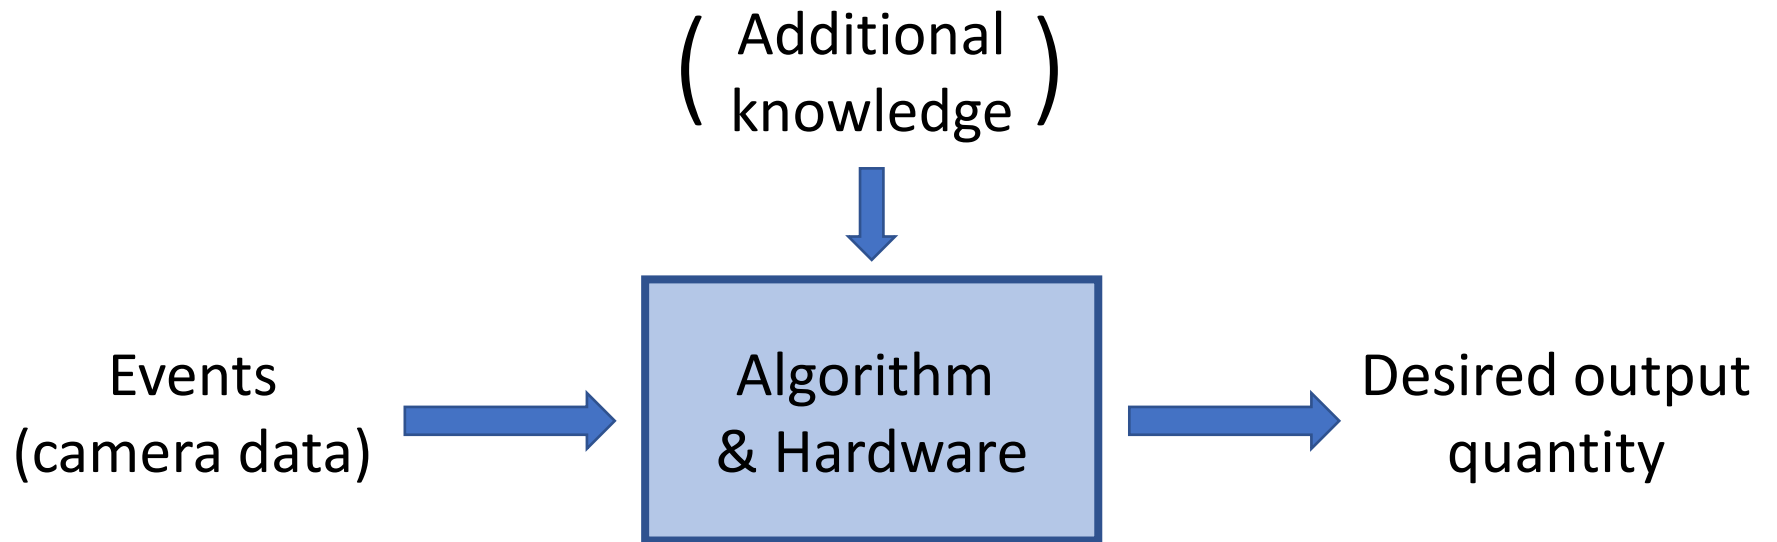 ( Additional )
knowledge
Events
(camera data)
Algorithm
& Hardware
Desired output
quantity